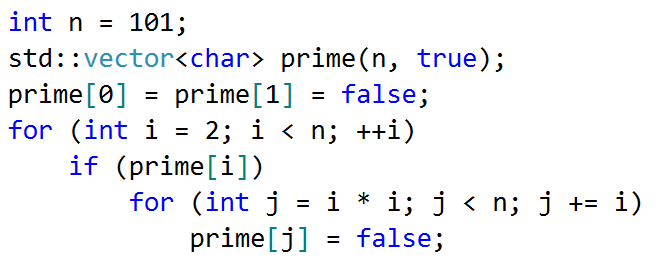 int n = 101;
std::vector<char> prime(n, true);
prime[0] = prime[1] = false;
for (int i = 2; i < n; ++i)
    if (prime[i])
        for (int j = i * i; j < n; j += i)
            prime[j] = false;